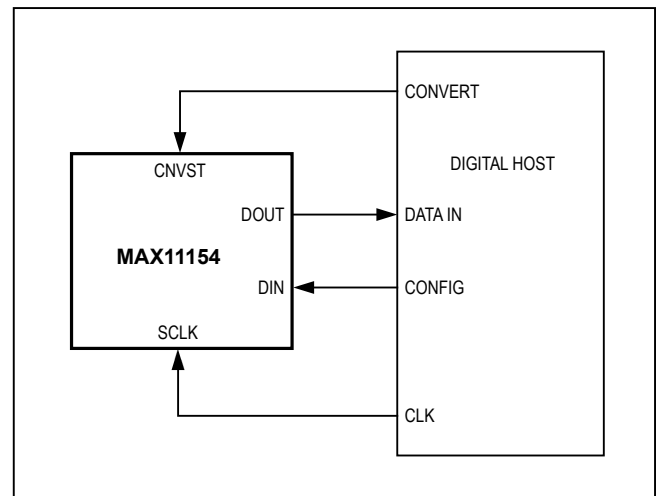 CONVERT
CNVST
DIGITAL HOST
DOUT
DATA IN
MAX11154
DIN
CONFIG
SCLK
CLK